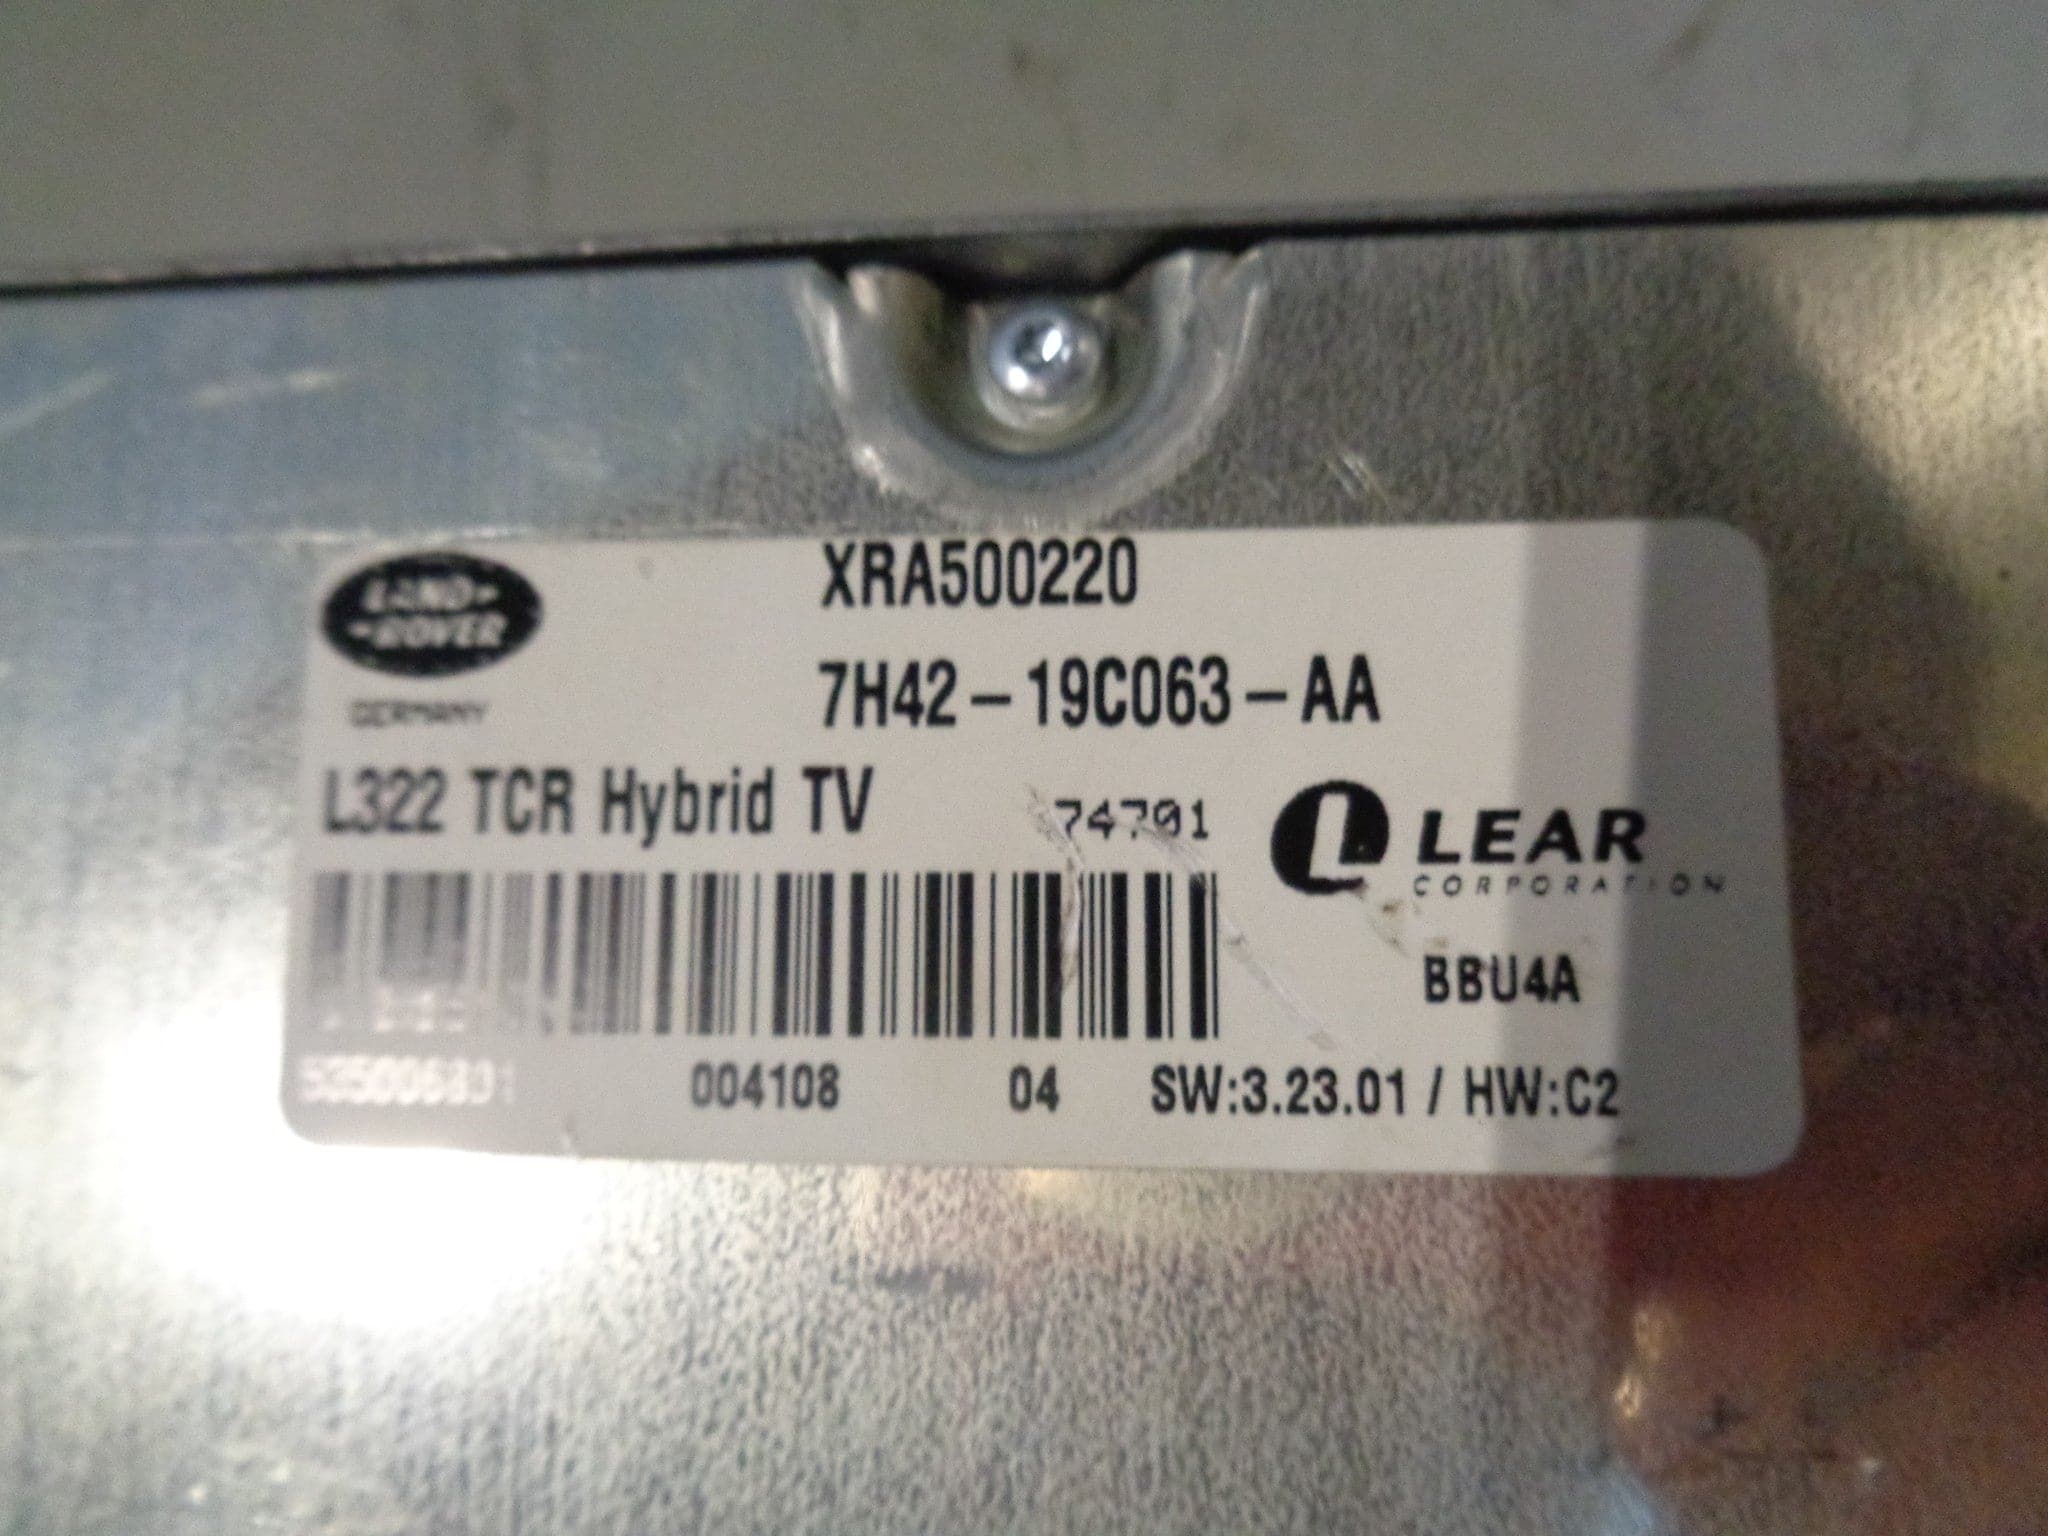 LAND-
-ROVER
GERMANY
XRA500220
7H42-19C063-AA
L322 TCR Hybrid TV
74701
LEAR
CORPORATION
BBU4A
004108 04 SW:3.23.01 / HW:C2